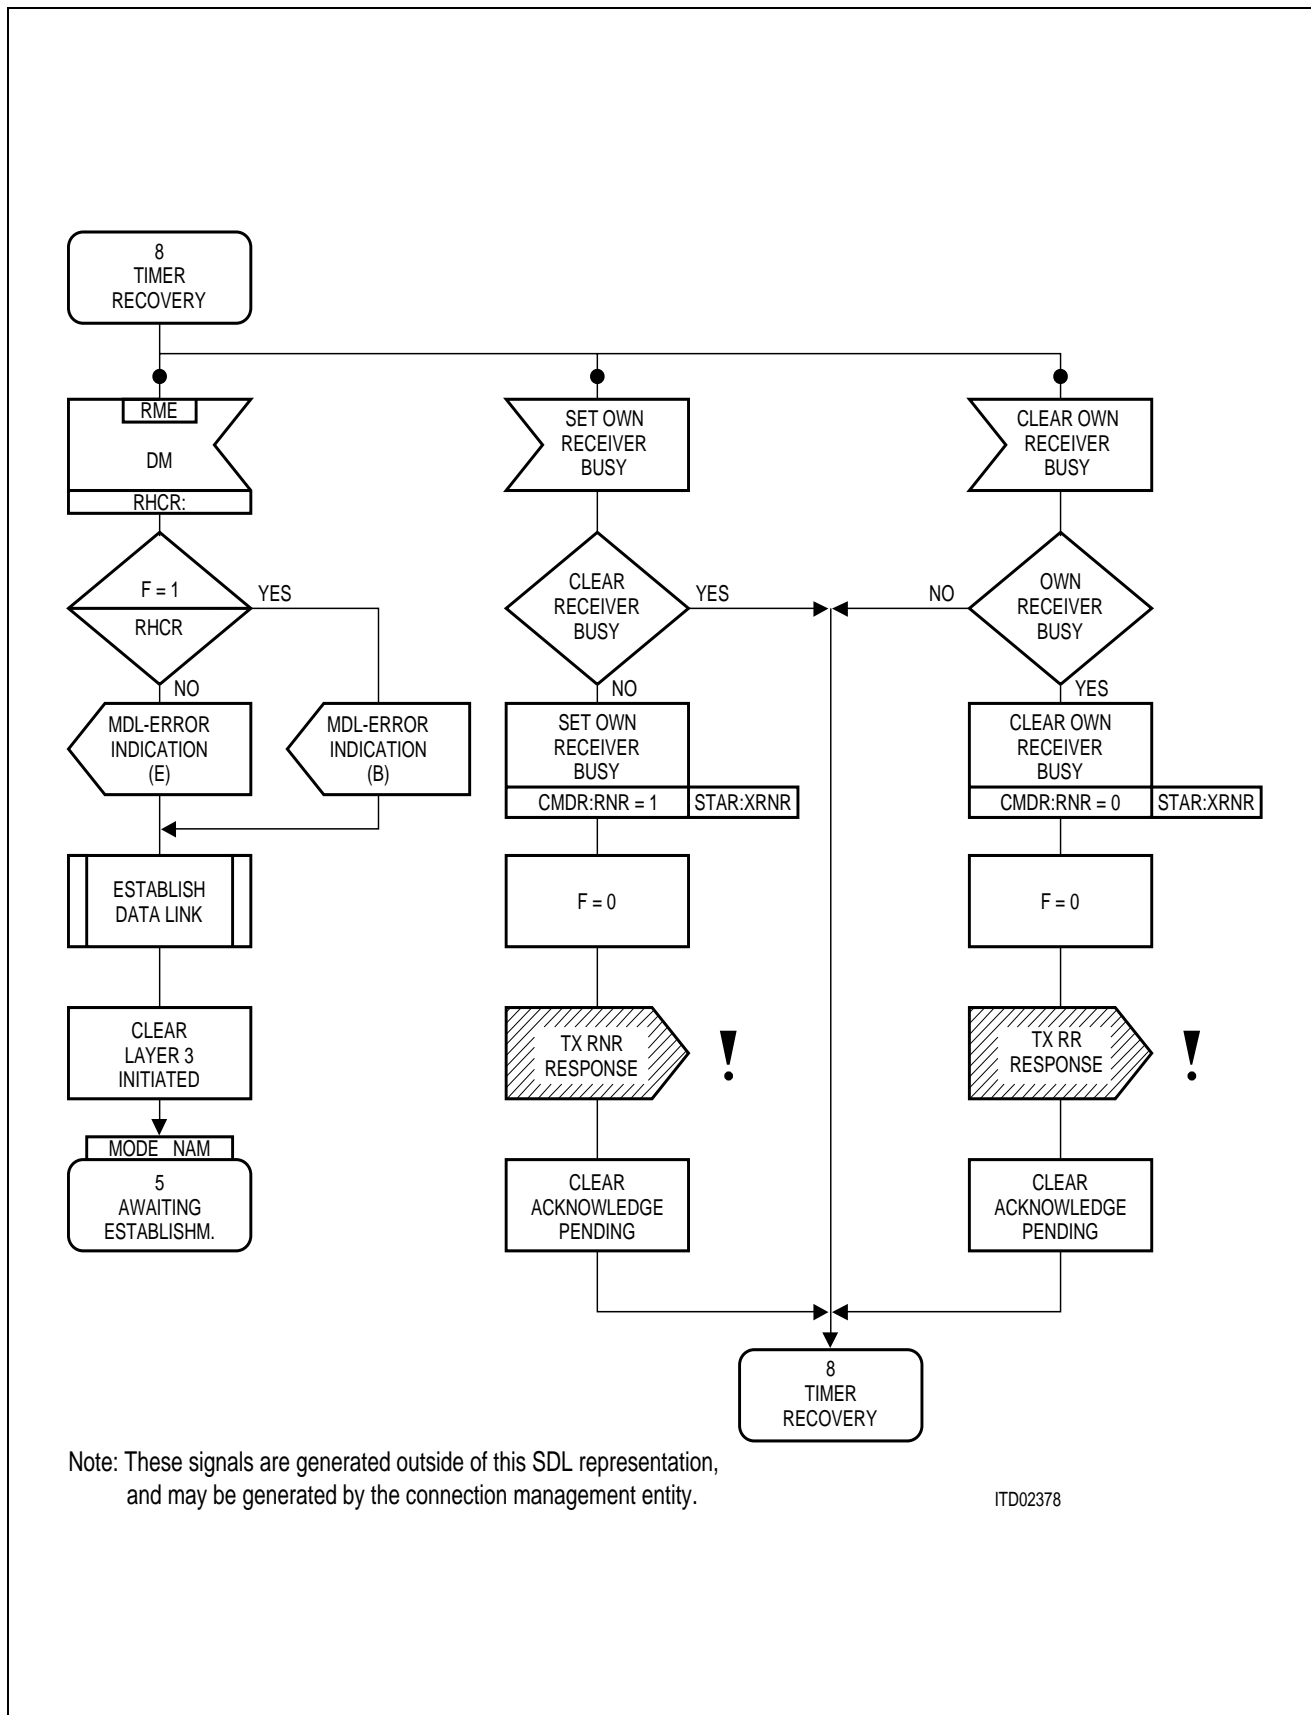 8
TIMER
RECOVERY
RME
DM
RHCR:
SET OWN
RECEIVER
BUSY
CLEAR OWN
RECEIVER
BUSY
F = 1
RHCR
YES
NO
CLEAR
RECEIVER
BUSY
YES
NO
OWN
RECEIVER
BUSY
NO
YES
MDL-ERROR
INDICATION
(E)
MDL-ERROR
INDICATION
(B)
SET OWN
RECEIVER
BUSY
CMDR:RNR = 1
STAR:XRNR
CLEAR OWN
RECEIVER
BUSY
CMDR:RNR = 0
STAR:XRNR
ESTABLISH
DATA LINK
F = 0
F = 0
CLEAR
LAYER 3
INITIATED
TX RNR
RESPONSE
!
TX RR
RESPONSE
!
MODE NAM
5
AWAITING
ESTABLISHM.
CLEAR
ACKNOWLEDGE
PENDING
CLEAR
ACKNOWLEDGE
PENDING
8
TIMER
RECOVERY
Note: These signals are generated outside of this SDL representation,
and may be generated by the connection management entity.
ITD02378